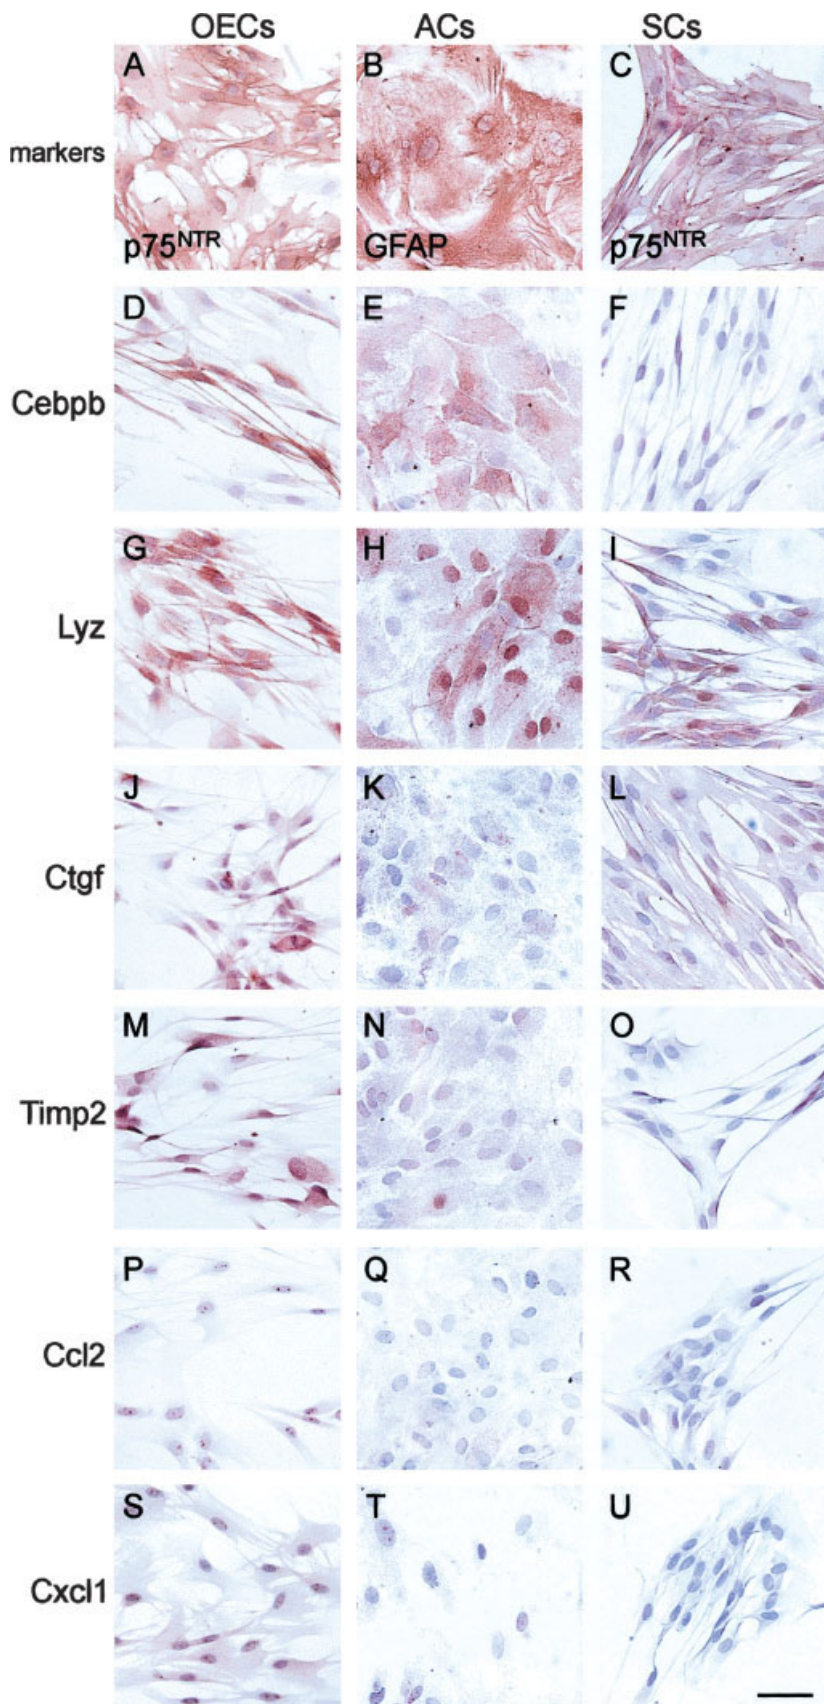 OECs ACs SCs
A B C
markers
p75NTR GFAP p75NTR
D E F
Cebpb
G H I
Lyz
J K L
Ctgf
M N O
Timp2
P Q R
Ccl2
S T U
Cxcl1